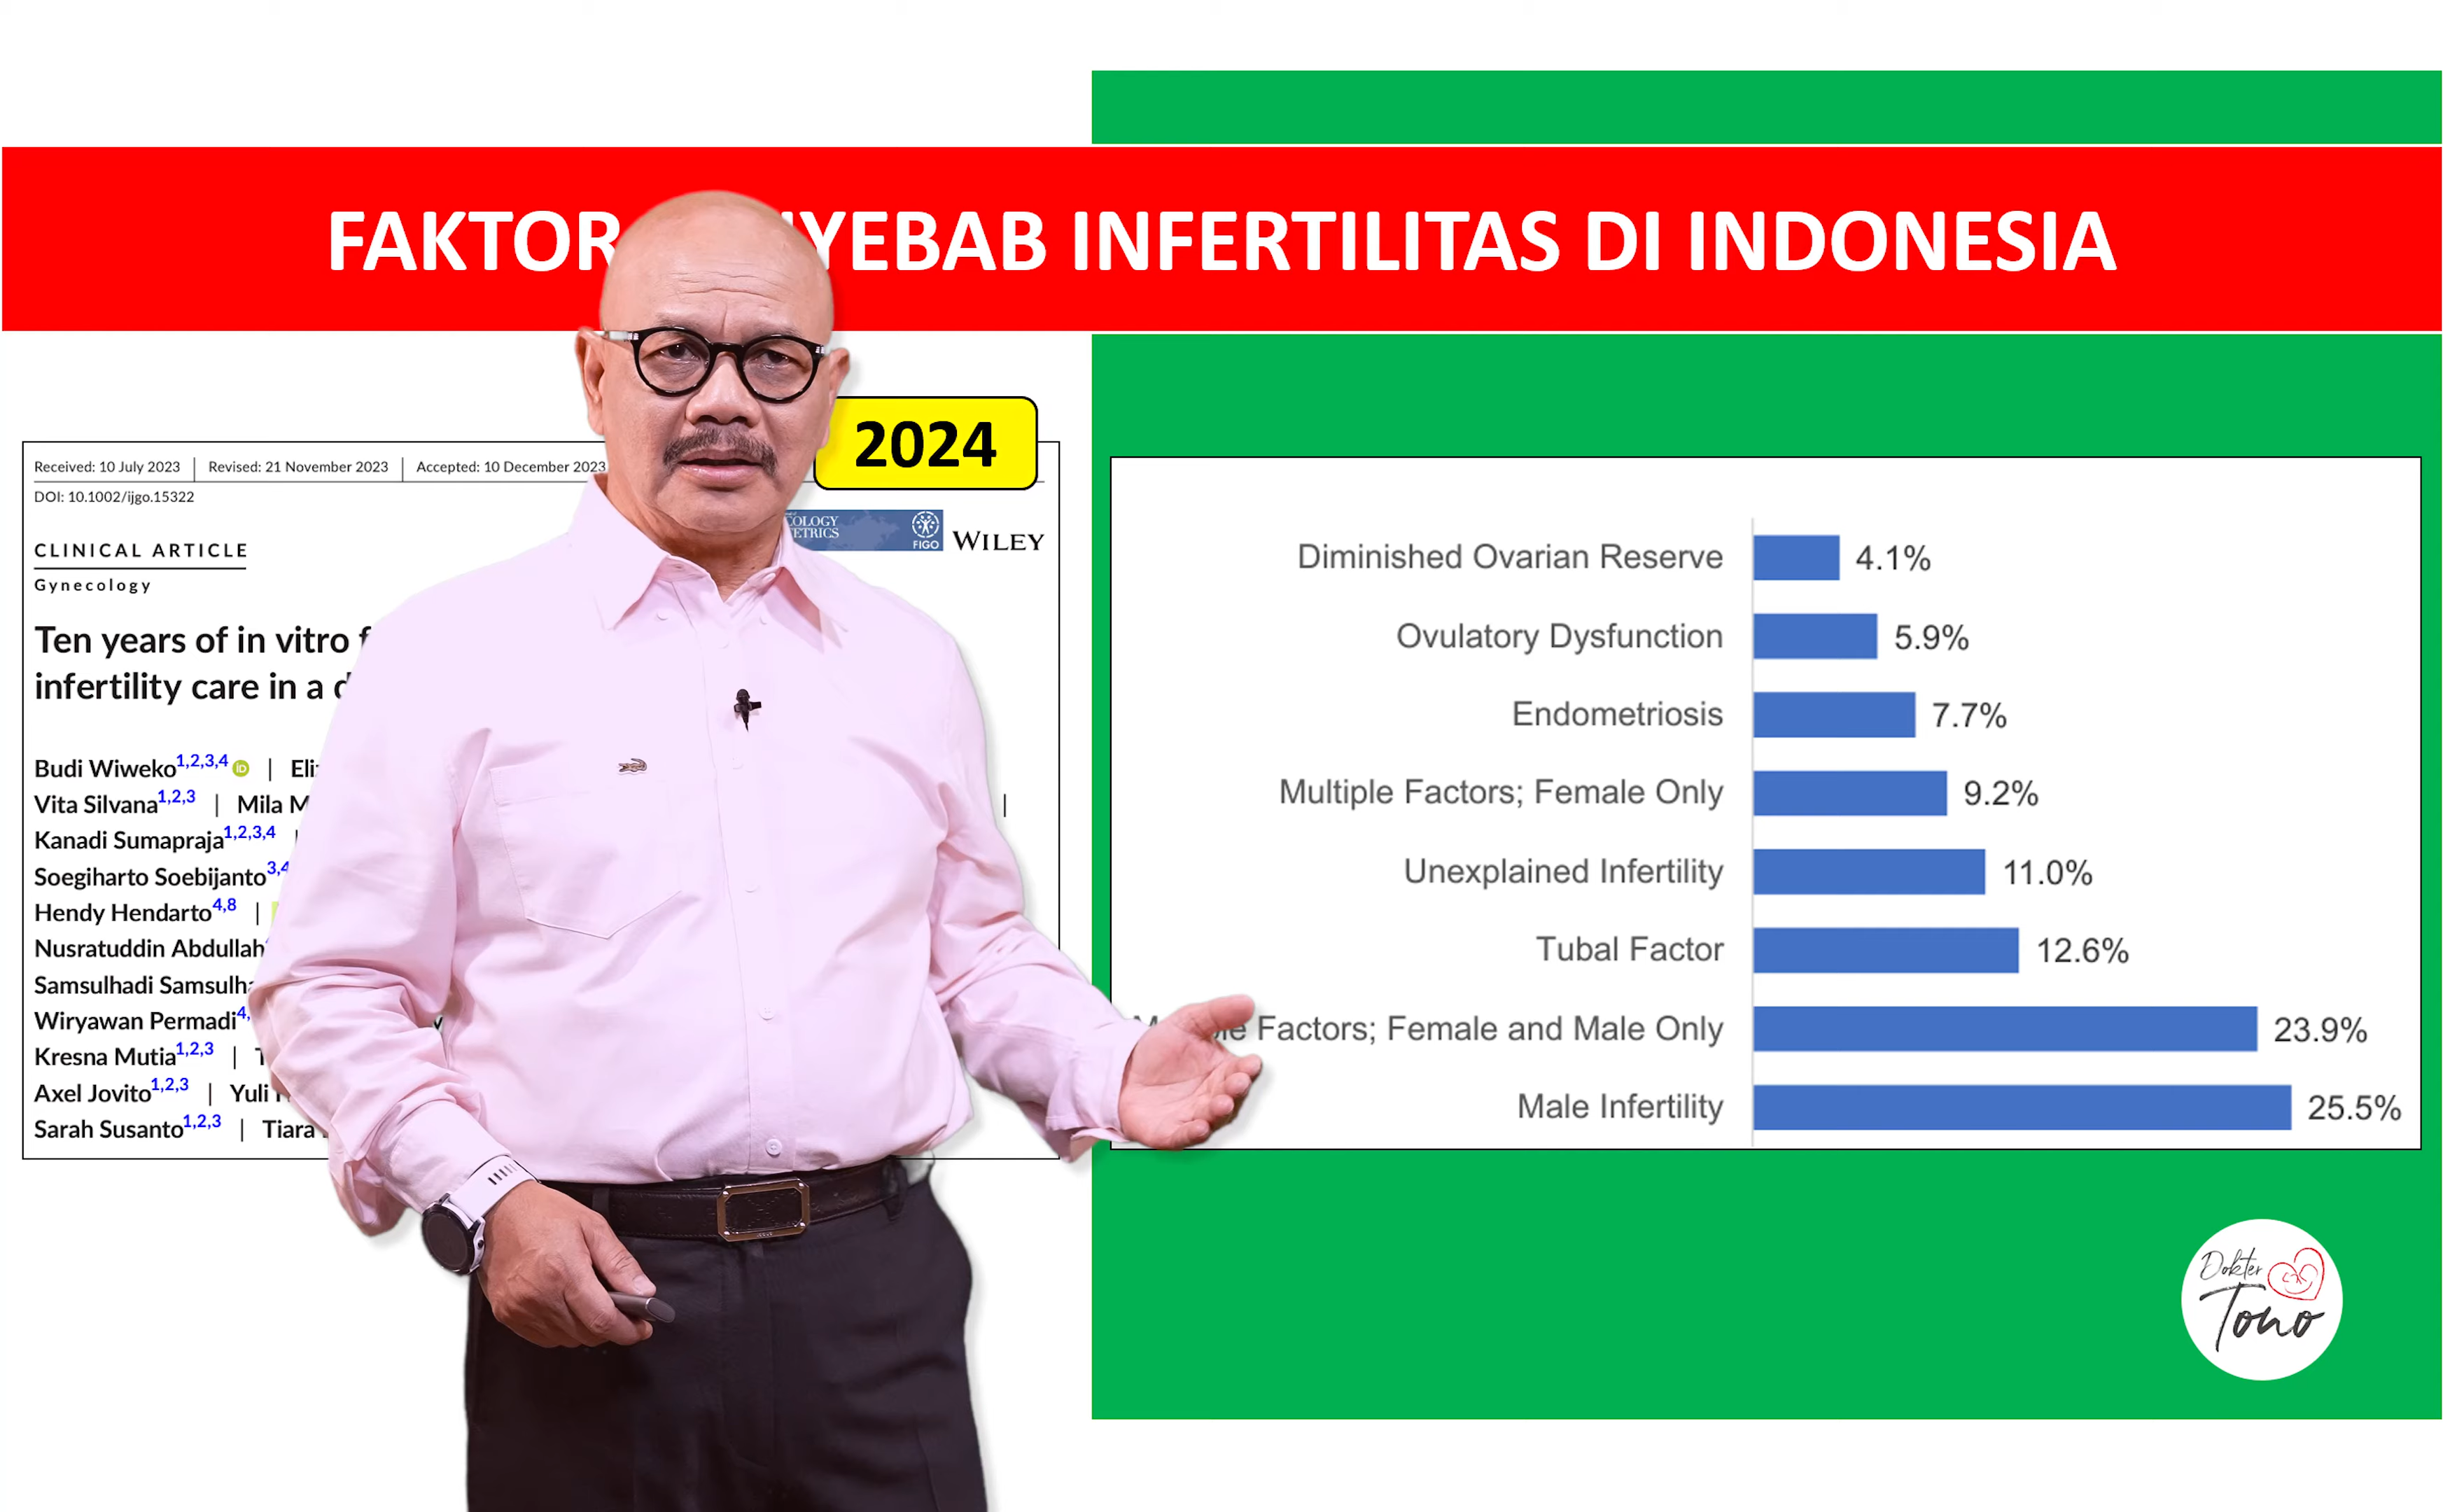 FAKTOR YEBAB INFERTILITAS DI INDONESIA
2024
Received: 10 July 2023 | Revised: 21 November 2023 | Accepted: 10 December 2023
DOI: 10.1002/ijgo.15322
FIGO
WILEY
CLINICAL ARTICLE
Gynecology
Ten years of in vitro
infertility care in a
Budi Wiweko1,2,3,4 |
Vita Silvana1,2,3 | Mila |
Kanadi Sumapraja1,2,3,4
Soegiharto Soebijanto3,4
Hendy Hendarto4,8 |
Nusratuddin Abdullah
Samsulhadi
Wiryawan Permadi4,
Kresna Mutia1,2,3 |
Axel Jovito1,2,3 | Yuli
Sarah Susanto1,2,3 | Tiara
Diminished Ovarian Reserve 4.1%
Ovulatory Dysfunction 5.9%
Endometriosis 7.7%
Multiple Factors; Female Only 9.2%
Unexplained Infertility 11.0%
Tubal Factor 12.6%
Factors; Female and Male Only 23.9%
Male Infertility 25.5%
Dokter
Tono